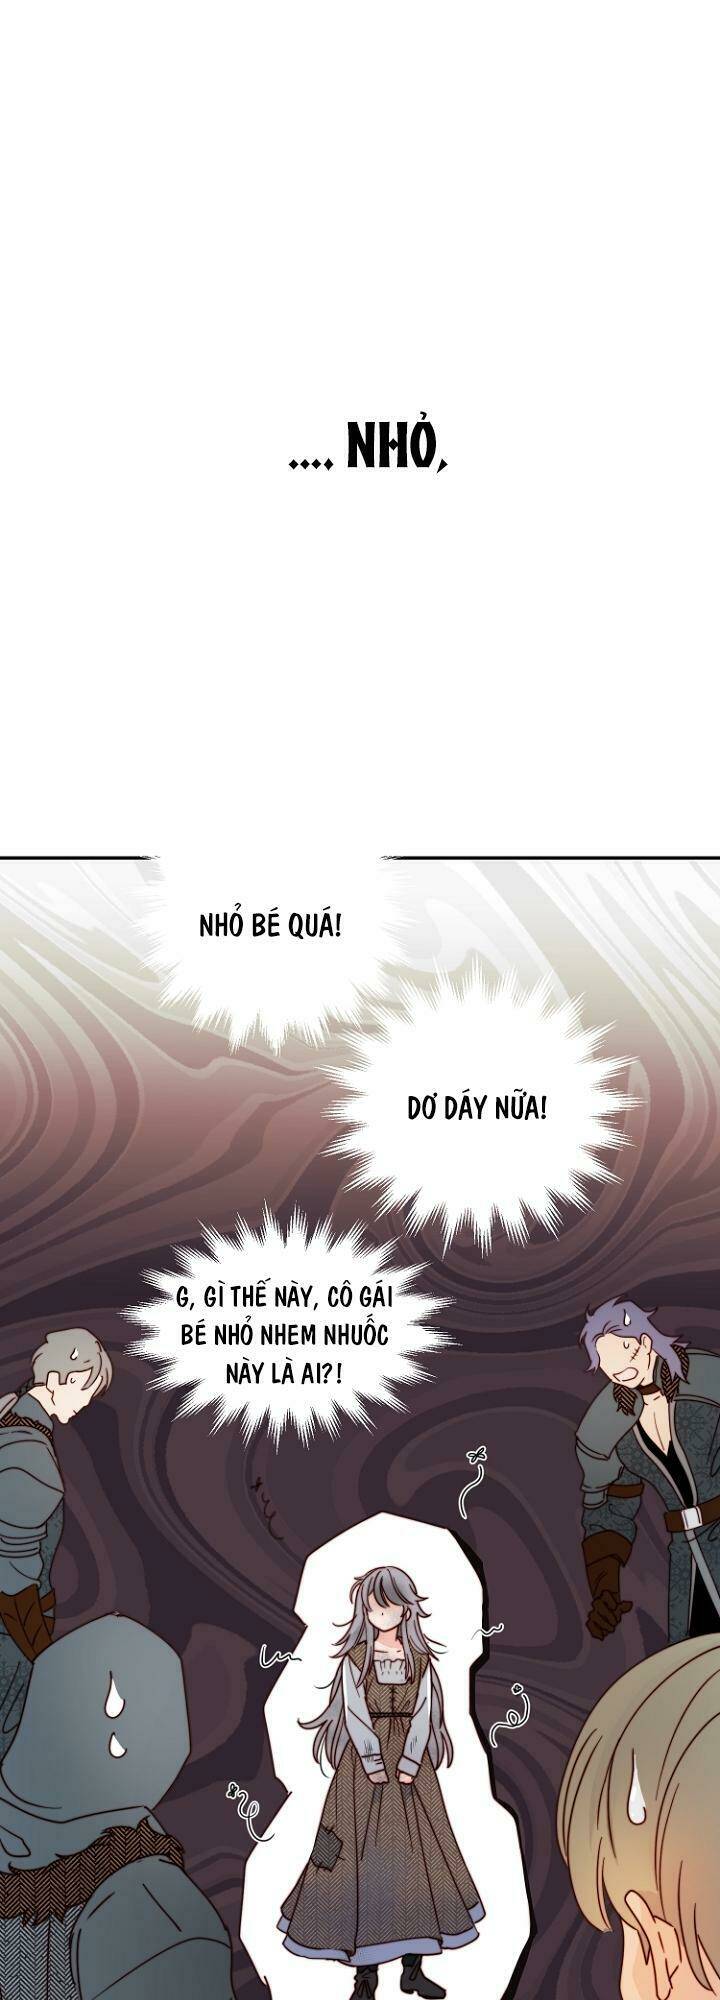 .... NHỎ,
NHỎ BÉ QUÁ!
DƠ DÁY NỮA!
G, GÌ THẾ NÀY, CÔ GÁI
BÉ NHỎ NHEM NHUỐC
NÀY LÀ AI?!